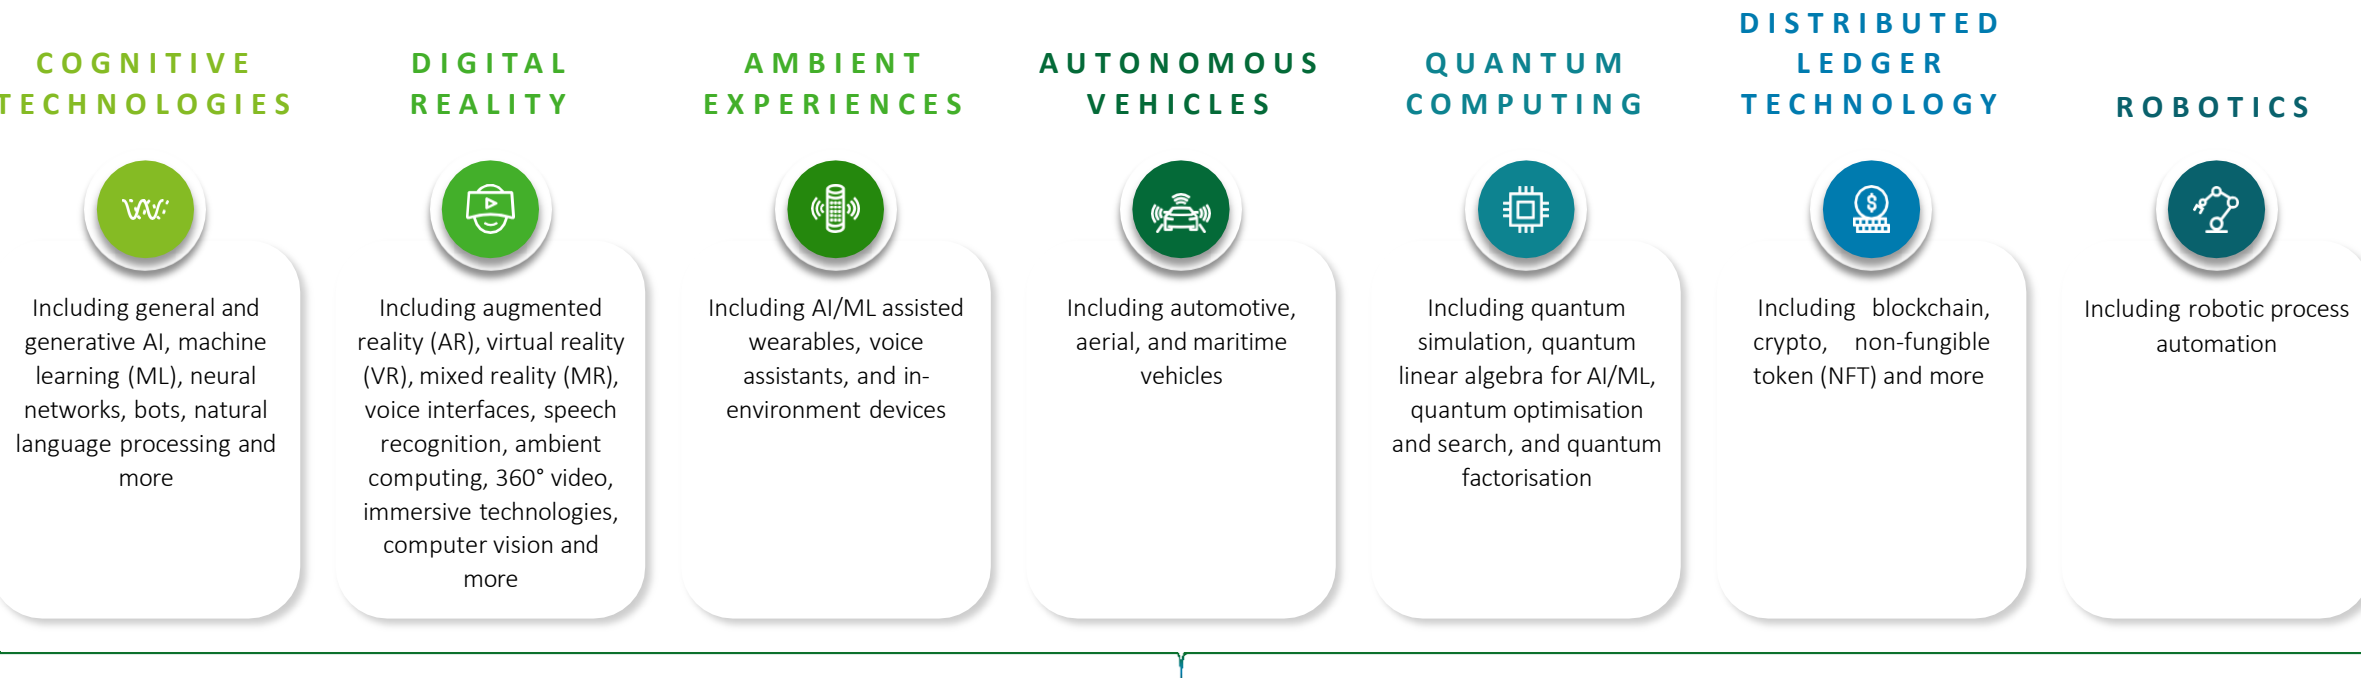 COGNITIVE
TECHNOLOGIES
Including general and
generative AI, machine
learning (ML), neural
networks, bots, natural
language processing and
more
DIGITAL
REALITY
Including augmented
reality (AR), virtual reality
(VR), mixed reality (MR),
voice interfaces, speech
recognition, ambient
computing, 360° video,
immersive technologies,
computer vision and
more
AMBIENT
EXPERIENCES
Including AI/ML assisted
wearables, voice
assistants, and in-
environment devices
AUTONOMOUS
VEHICLES
Including automotive,
aerial, and maritime
vehicles
QUANTUM
COMPUTING
Including quantum
simulation, quantum
linear algebra for AI/ML,
quantum optimisation
and search, and quantum
factorisation
DISTRIBUTED
LEDGER
TECHNOLOGY
$
Including blockchain,
crypto, non-fungible
token (NFT) and more
ROBOTICS
Including robotic process
automation